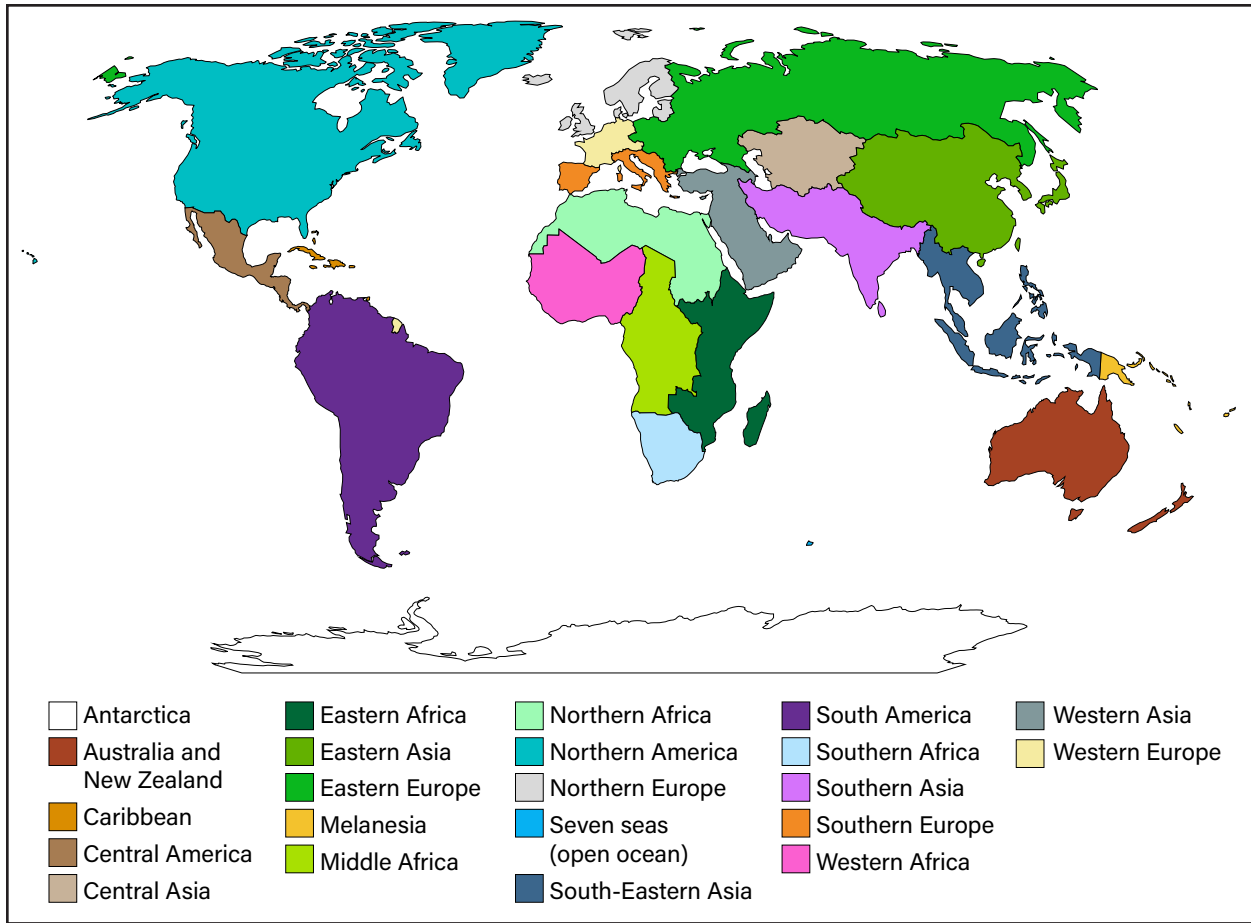 Antarctica
Australia and
New Zealand
Caribbean
Central America
Central Asia
Eastern Africa
Eastern Asia
Eastern Europe
Melanesia
Middle Africa
Northern Africa
Northern America
Northern Europe
Seven seas
(open ocean)
South-Eastern Asia
South America
Southern Africa
Southern Asia
Southern Europe
Western Africa
Western Asia
Western Europe